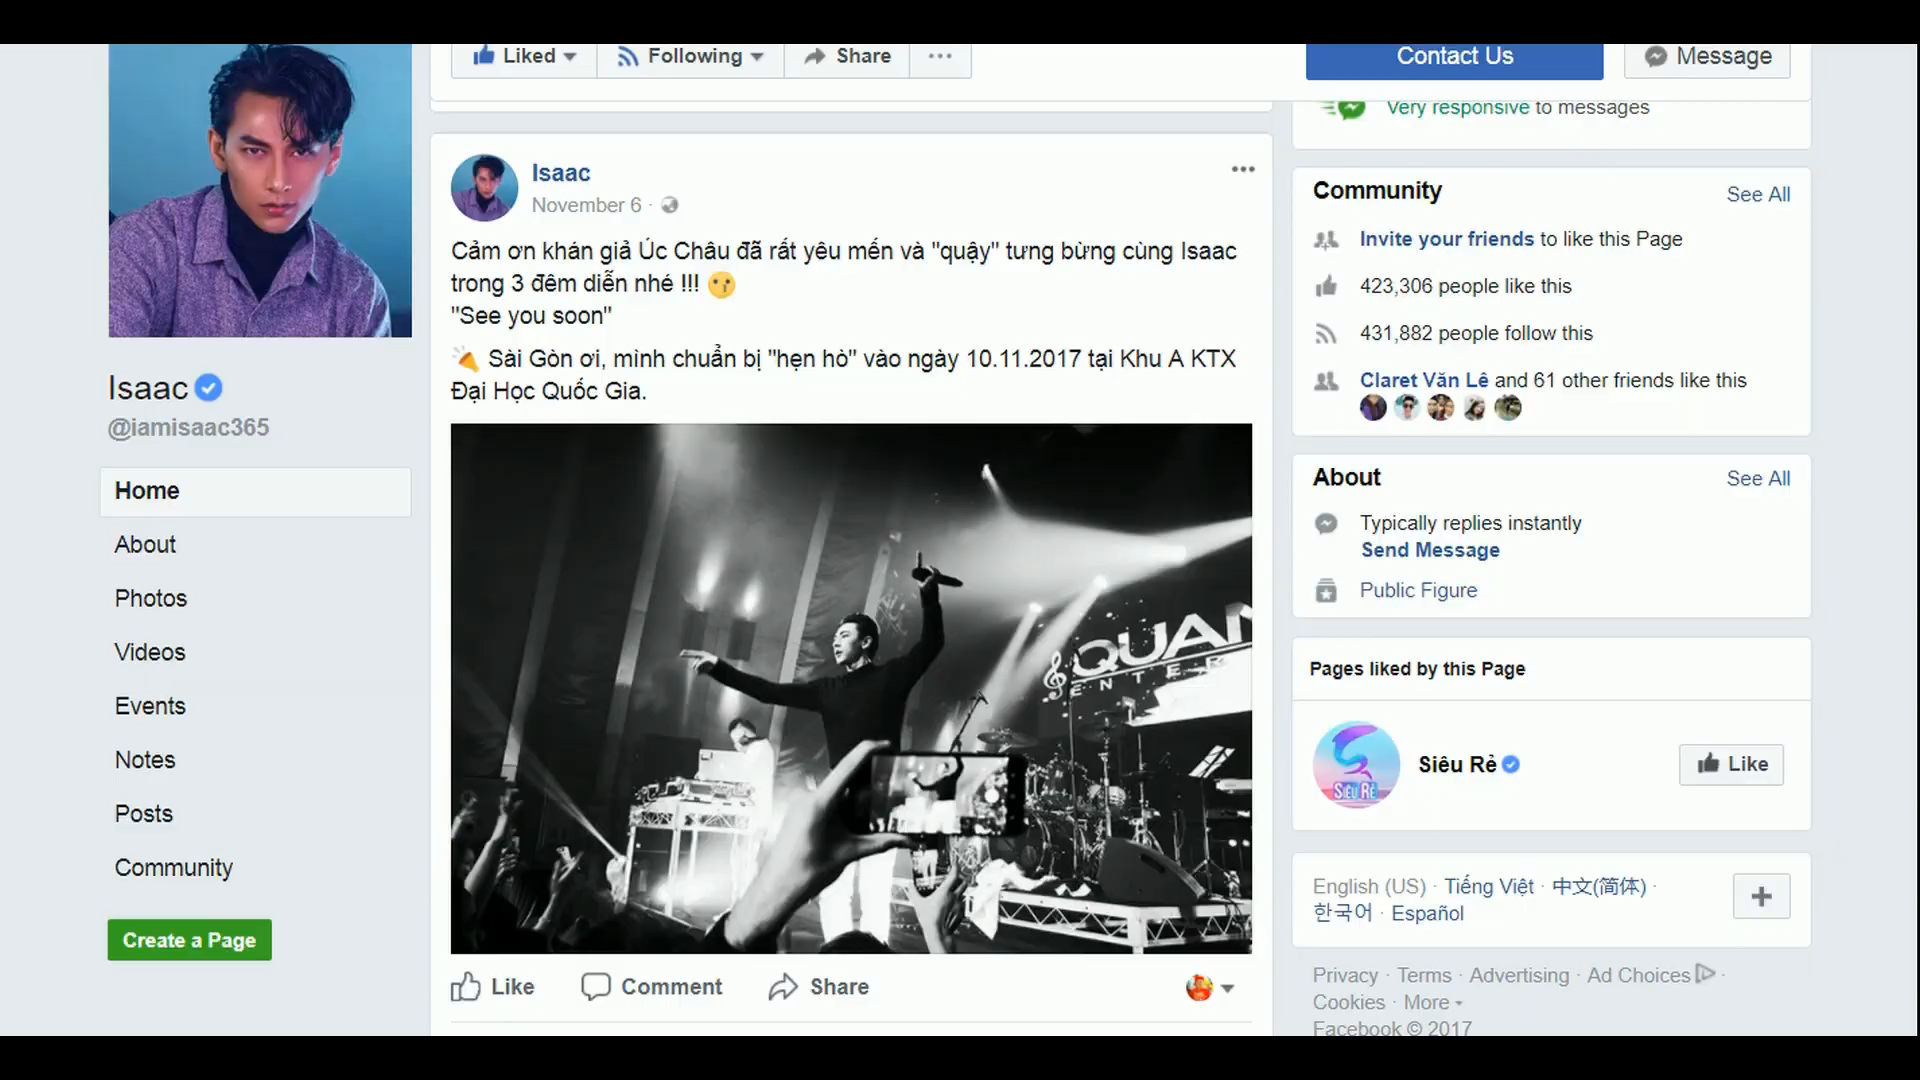 Liked
Following
Share
Contact Us
Message
Very responsive to messages
Isaac
@iamisaac365
Home
About
Photos
Videos
Events
Notes
Posts
Community
Create a Page
Isaac
November 6 ·
Cảm ơn khán giả Úc Châu đã rất yêu mến và "quậy" tưng bừng cùng Isaac
trong 3 đêm diễn nhé !!!
"See you soon"
Sài Gòn ơi, mình chuẩn bị "hẹn hò" vào ngày 10.11.2017 tại Khu A KTX
Đại Học Quốc Gia.
QUAN
ENTER
Like
Comment
Share
Community
See All
Invite your friends to like this Page
423,306 people like this
431,882 people follow this
Claret Văn Lê and 61 other friends like this
About
See All
Typically replies instantly
Send Message
Public Figure
Pages liked by this Page
SIÊU RẺ
Siêu Rẻ
Like
English (US) · Tiếng Việt · 中文(简体) ·
한국어 · Español
Privacy · Terms · Advertising · Ad Choices ·
Cookies · More
Facebook © 2017